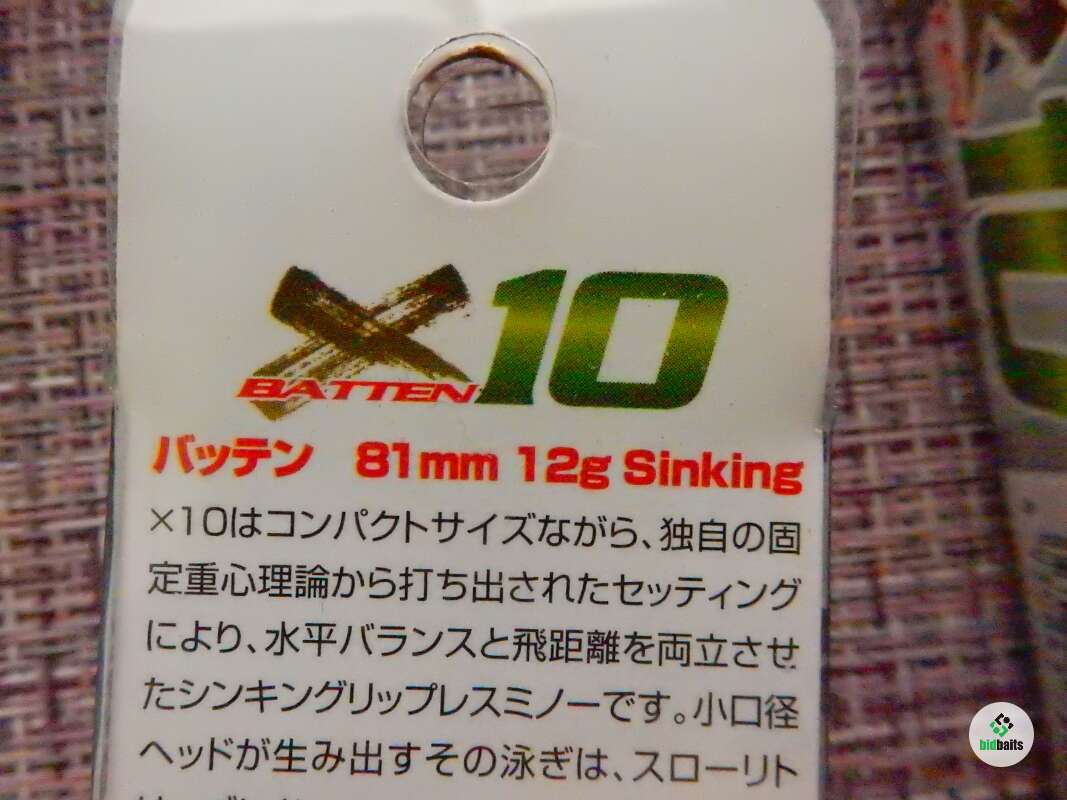 ×10
BATTEN
バッテン 81mm 12g Sinking
×10はコンパクトサイズながら、独自の固
定重心理論から打ち出されたセッティング
により、水平バランスと飛距離を両立させ
たシンキングリップレスミノーです。小口径
ヘッドが生み出すその泳ぎは、スローリト
bidbaits